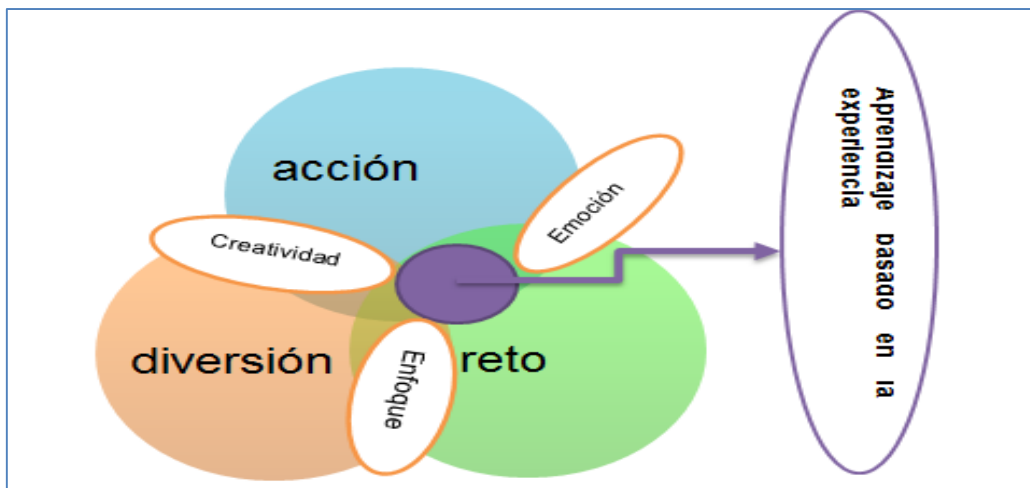 acción
Emoción
Creatividad
diversión
reto
Enfoque
Aprendizaje basado en la
experiencia